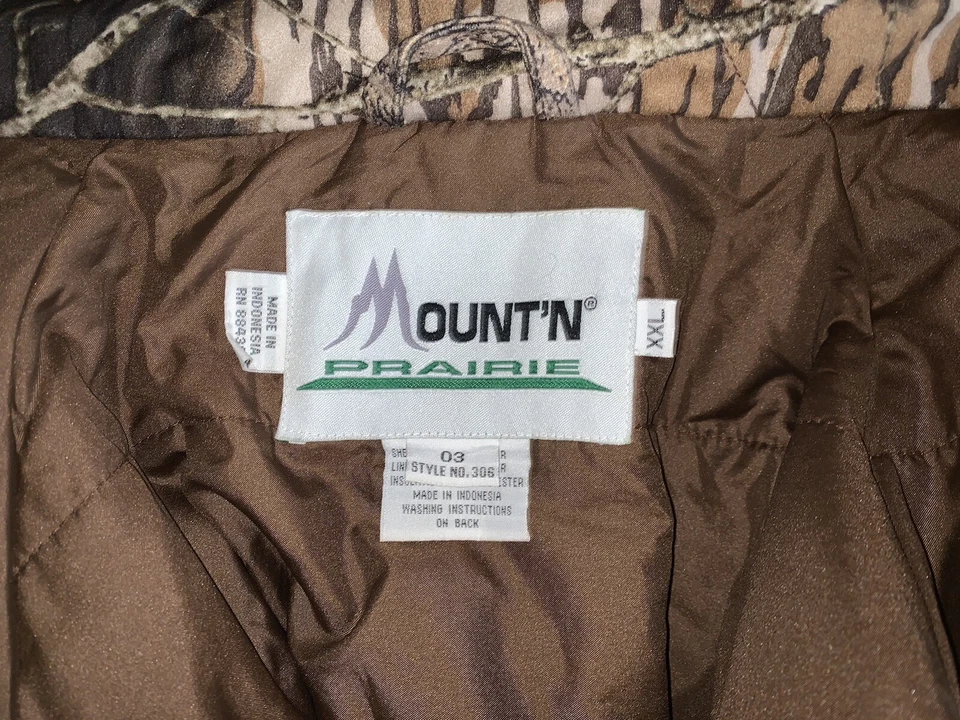 MOUNT'N®
PRAIRIE
MADE IN
INDONESIA
XXL
03
STYLE NO. 306
MADE IN INDONESIA
WASHING INSTRUCTIONS
ON BACK